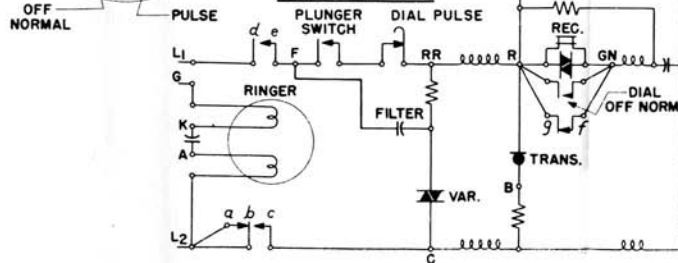 OFF
NORMAL
PULSE
PLUNGER
SWITCH
DIAL PULSE
d e F
L1
RR
R
REC.
GN
G
RINGER
K
A
FILTER
DIAL
OFF NORM
g f
TRANS.
B
VAR.
a b c
L2
C